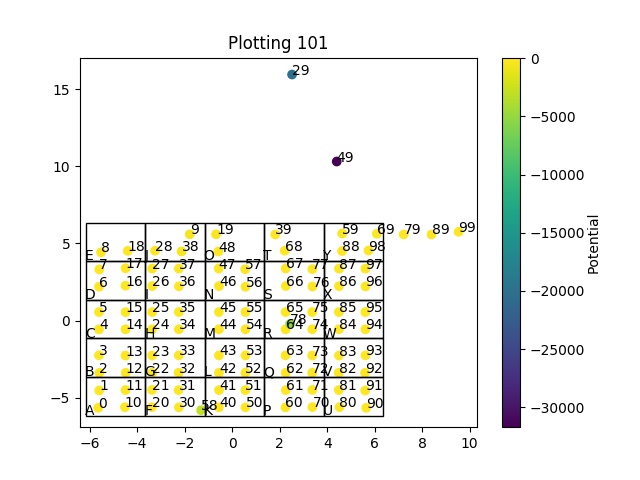 Plotting 101
29
49
15
10
5
0
−5
9 19 39 59 69 79 89 99
8 18 28 38 48 68 88 98
E O T Y
7 17 27 37 47 57 67 77 87 97
6 16 26 36 46 56 66 76 86 96
D I N S X
5 15 25 35 45 55 65 75 85 95
78
4 14 24 34 44 54 64 74 84 94
C H M R W
3 13 23 33 43 53 63 73 83 93
2 12 22 32 42 52 62 72 82 92
B G L Q V
1 11 21 31 41 51 61 71 81 91
0 10 20 30 58 40 50 60 70 80 90
A F K P U
−6 −4 −2 0 2 4 6 8 10
0
−5000
−10000
−15000
−20000
−25000
−30000
Potential